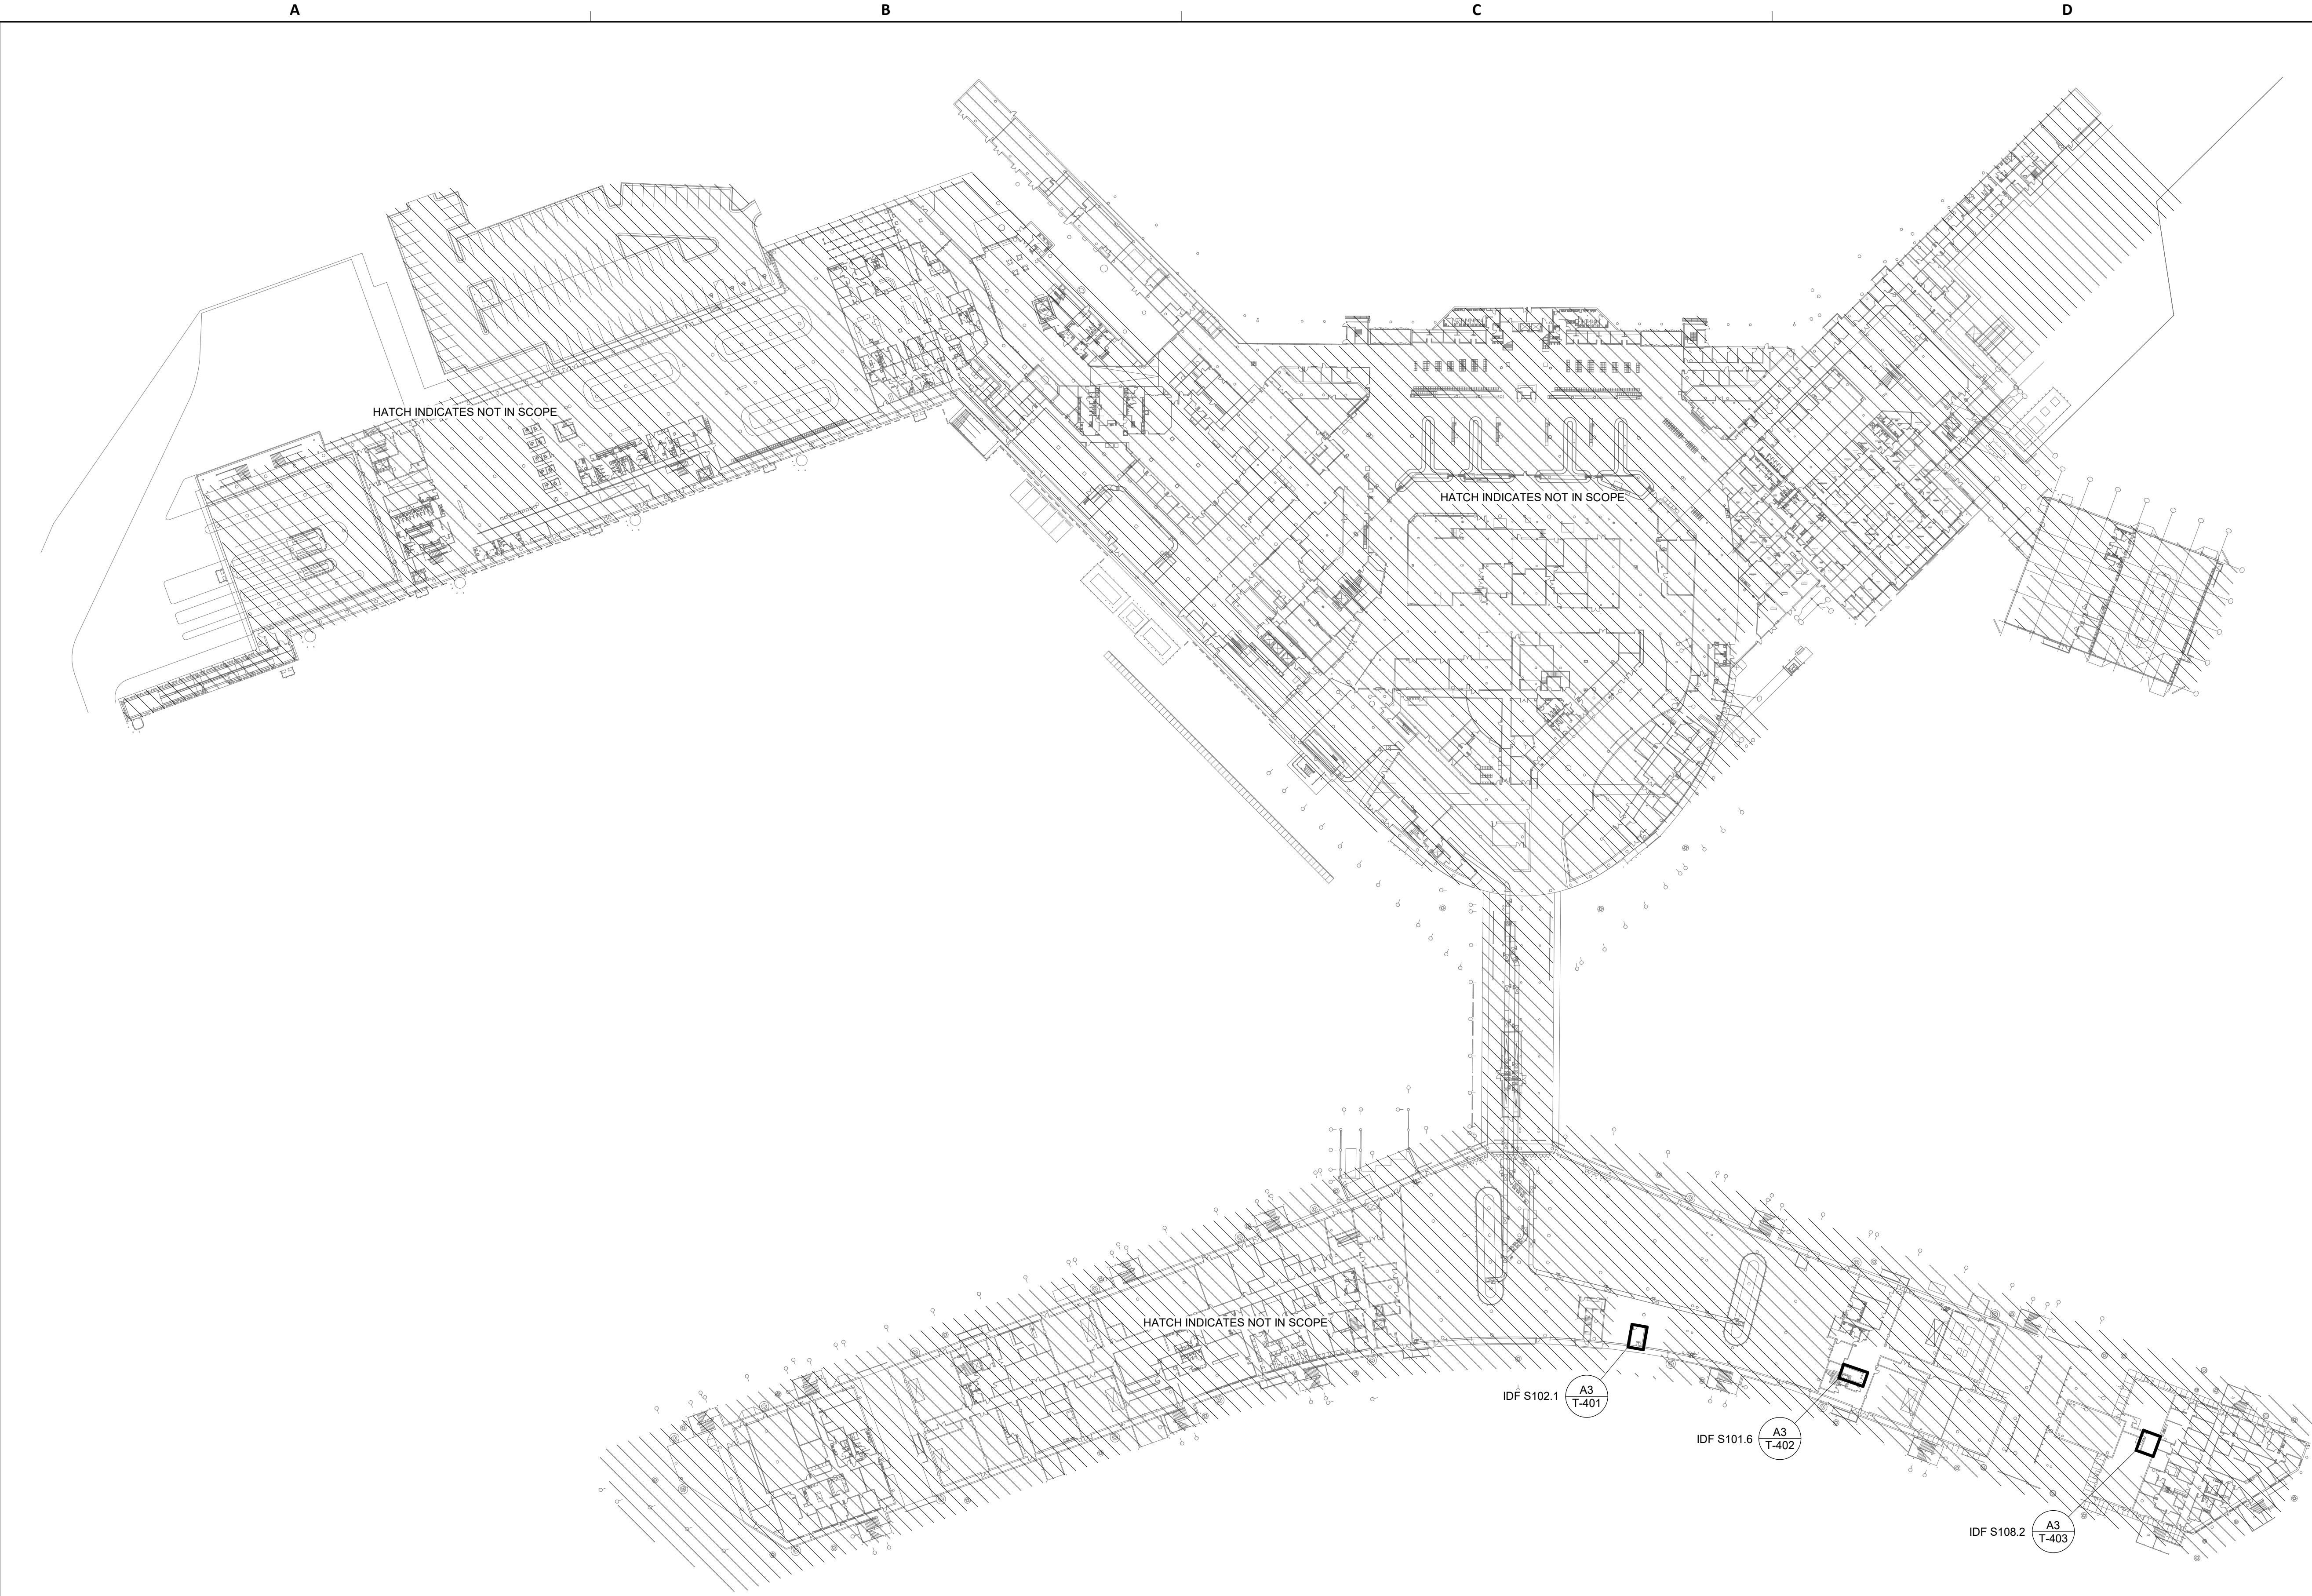 A B C D
HATCH INDICATES NOT IN SCOPE
HATCH INDICATES NOT IN SCOPE
HATCH INDICATES NOT IN SCOPE
IDF S102.1
A3
T-401
IDF S101.6
A3
T-402
IDF S108.2
A3
T-403